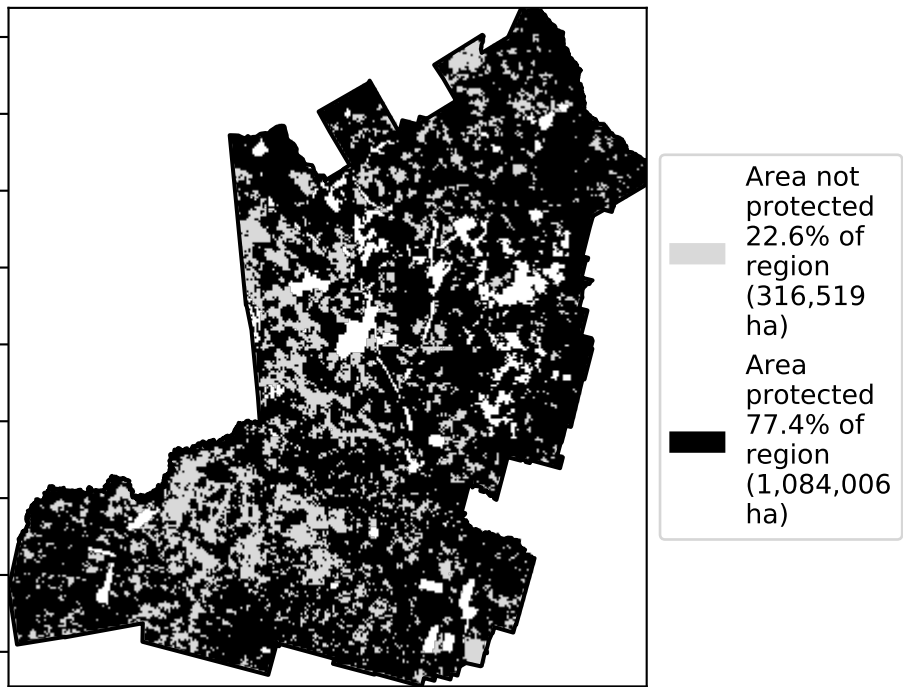 Area not
protected
22.6% of
region
(316,519
ha)
Area
protected
77.4% of
region
(1,084,006
ha)